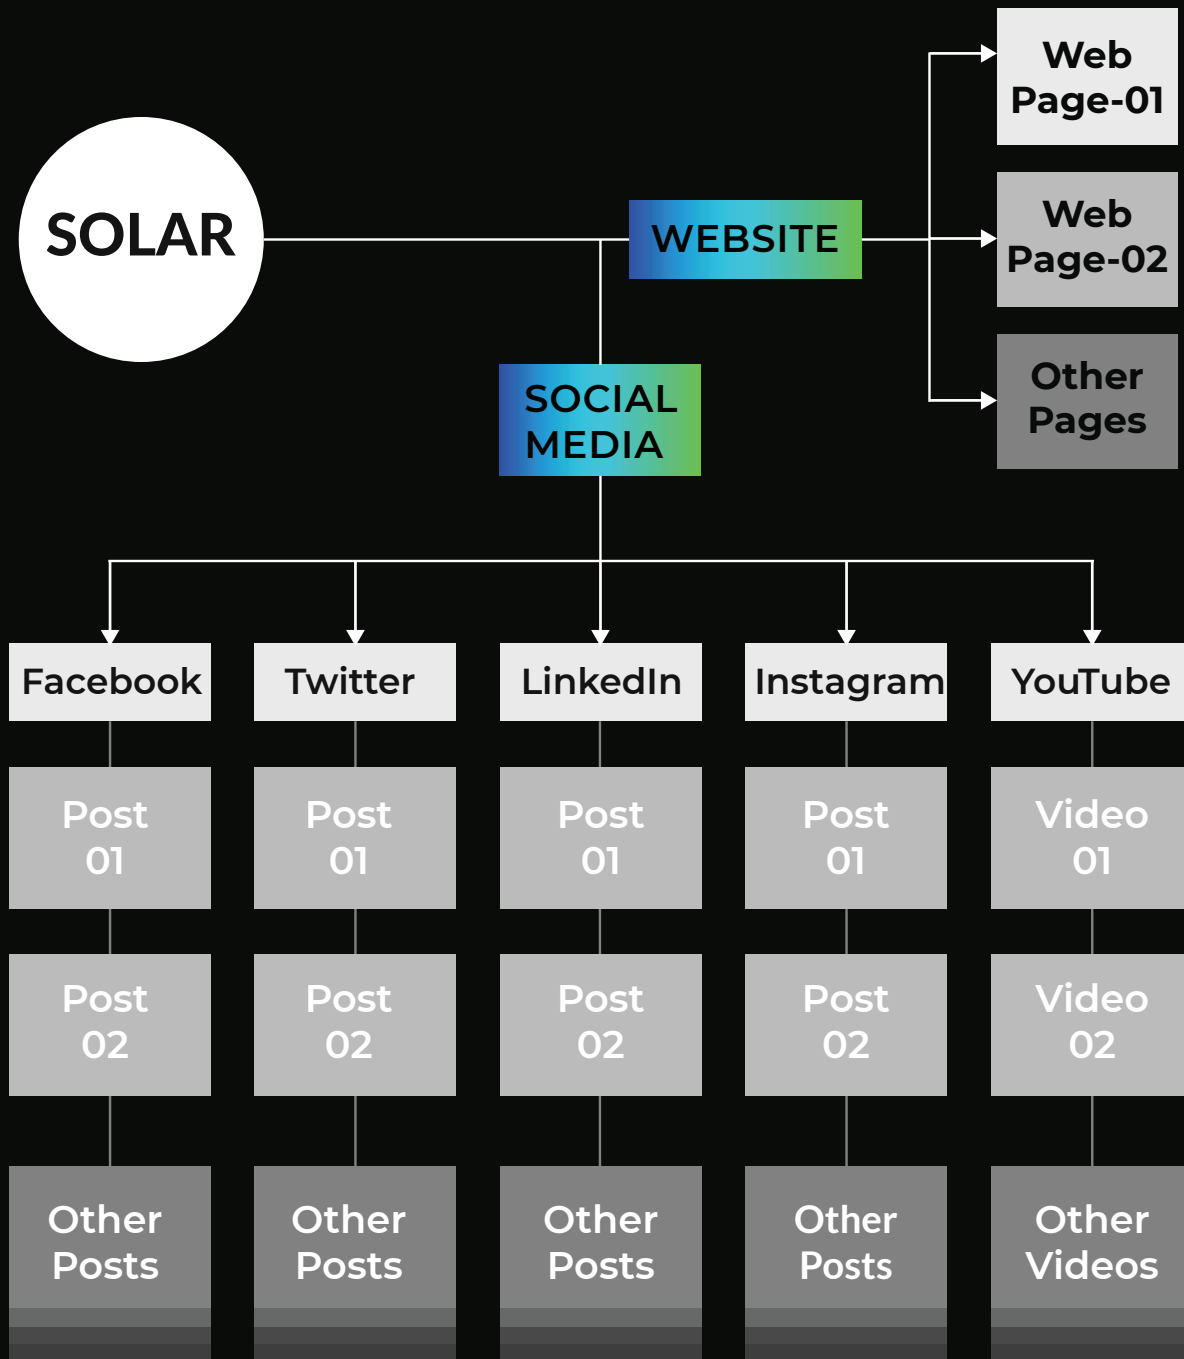 Web
Page-01
SOLAR
WEBSITE
Web
Page-02
Other
Pages
SOCIAL
MEDIA
Facebook
Twitter
LinkedIn
Instagram
YouTube
Post
01
Post
01
Post
01
Post
01
Video
01
Post
02
Post
02
Post
02
Post
02
Video
02
Other
Posts
Other
Posts
Other
Posts
Other
Posts
Other
Videos